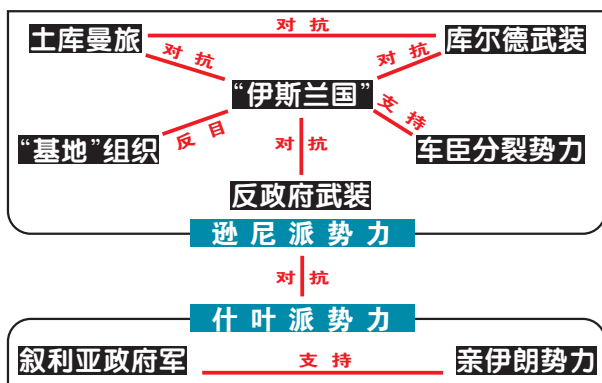 对抗
土库曼旅
库尔德武装
对抗
对抗
“伊斯兰国”
支持
“基地”组织
反目
车臣分裂势力
对抗
反政府武装
逊尼派势力
对抗
什叶派势力
叙利亚政府军
支持
亲伊朗势力